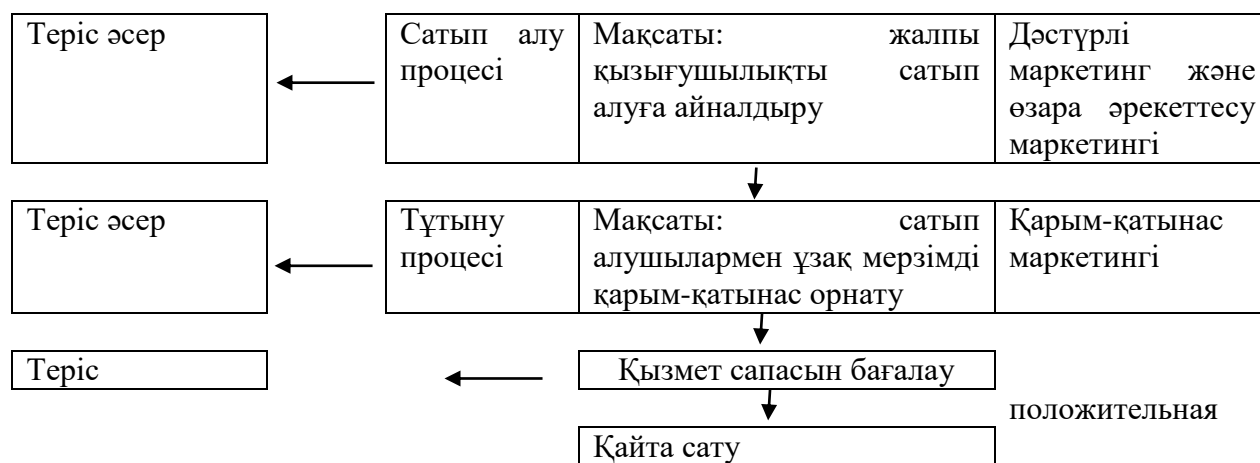 Теріс әсер
Сатып алу
процесі
Мақсаты: жалпы
қызығушылықты сатып
алуға айналдыру
Дәстүрлі
маркетинг және
өзара әрекеттесу
маркетингі
Теріс әсер
Тұтыну
процесі
Мақсаты: сатып
алушылармен ұзақ мерзімді
қарым-қатынас орнату
Қарым-қатынас
маркетингі
Теріс
Қызмет сапасын бағалау
положительная
Қайта сату